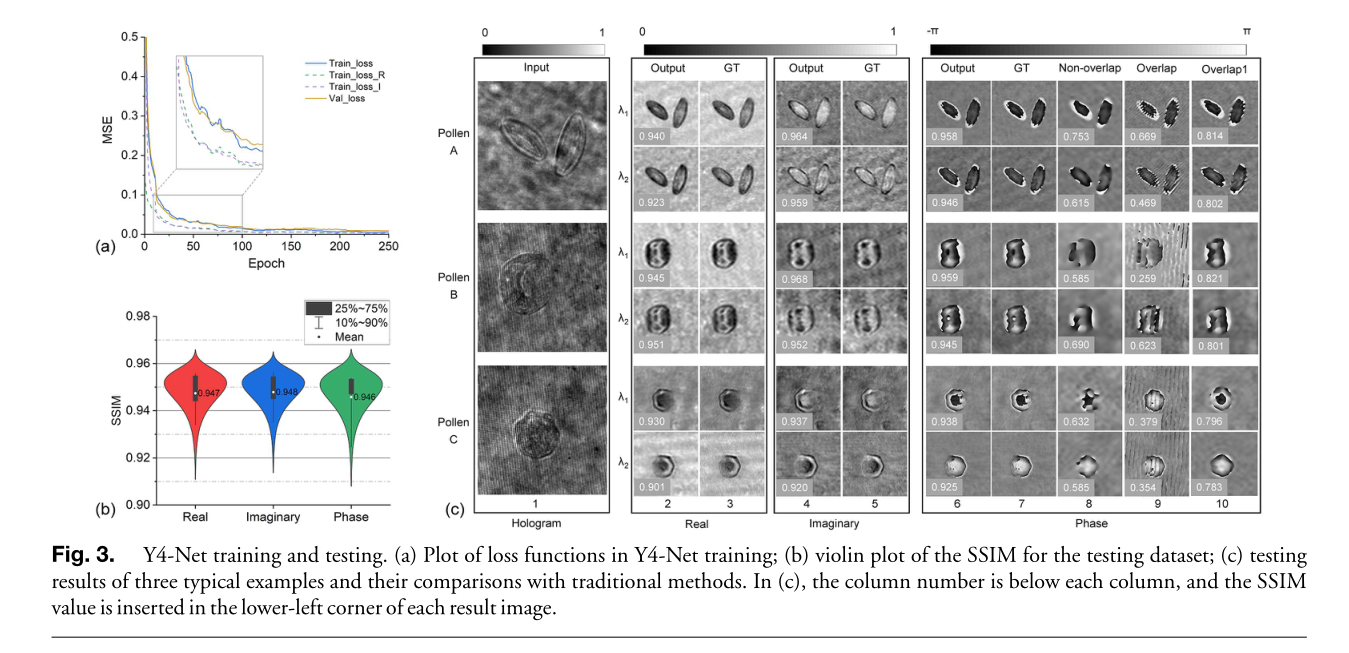 0.5
0.4
0.3
0.2
0.1
0.0
MSE
0 50 100 150 200 250
Epoch
Train_loss
Train_loss_R
Train_loss_I
Val_loss
(a)
25%~75%
10%~90%
Mean
0.98
0.96
0.94
0.92
0.90
SSIM
0.947 0.948 0.946
Real Imaginary Phase
(b)
0 1 0 1 -π π
Input Output GT Output GT Output GT Non-overlap Overlap Overlap1
Pollen
A
λ1 0.940 0.964 0.958 0.753 0.669 0.814
λ2 0.923 0.959 0.946 0.615 0.469 0.802
Pollen
B
λ1 0.945 0.968 0.959 0.585 0.259 0.821
λ2 0.951 0.952 0.945 0.690 0.623 0.801
Pollen
C
λ1 0.930 0.937 0.938 0.632 0.379 0.796
λ2 0.901 0.920 0.925 0.585 0.354 0.783
(c)
1 2 3 4 5 6 7 8 9 10
Hologram Real Imaginary Phase
Fig. 3. Y4-Net training and testing. (a) Plot of loss functions in Y4-Net training; (b) violin plot of the SSIM for the testing dataset; (c) testing
results of three typical examples and their comparisons with traditional methods. In (c), the column number is below each column, and the SSIM
value is inserted in the lower-left corner of each result image.